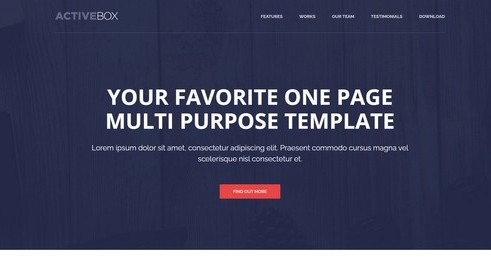 ACTIVEBOX
FEATURES WORKS OUR TEAM TESTIMONIALS DOWNLOAD
YOUR FAVORITE ONE PAGE
MULTI PURPOSE TEMPLATE
Lorem ipsum dolor sit amet, consectetur adipiscing elit. Praesent commodo cursus magna vel
scelerisque nisl consectetur et.
FIND OUT MORE